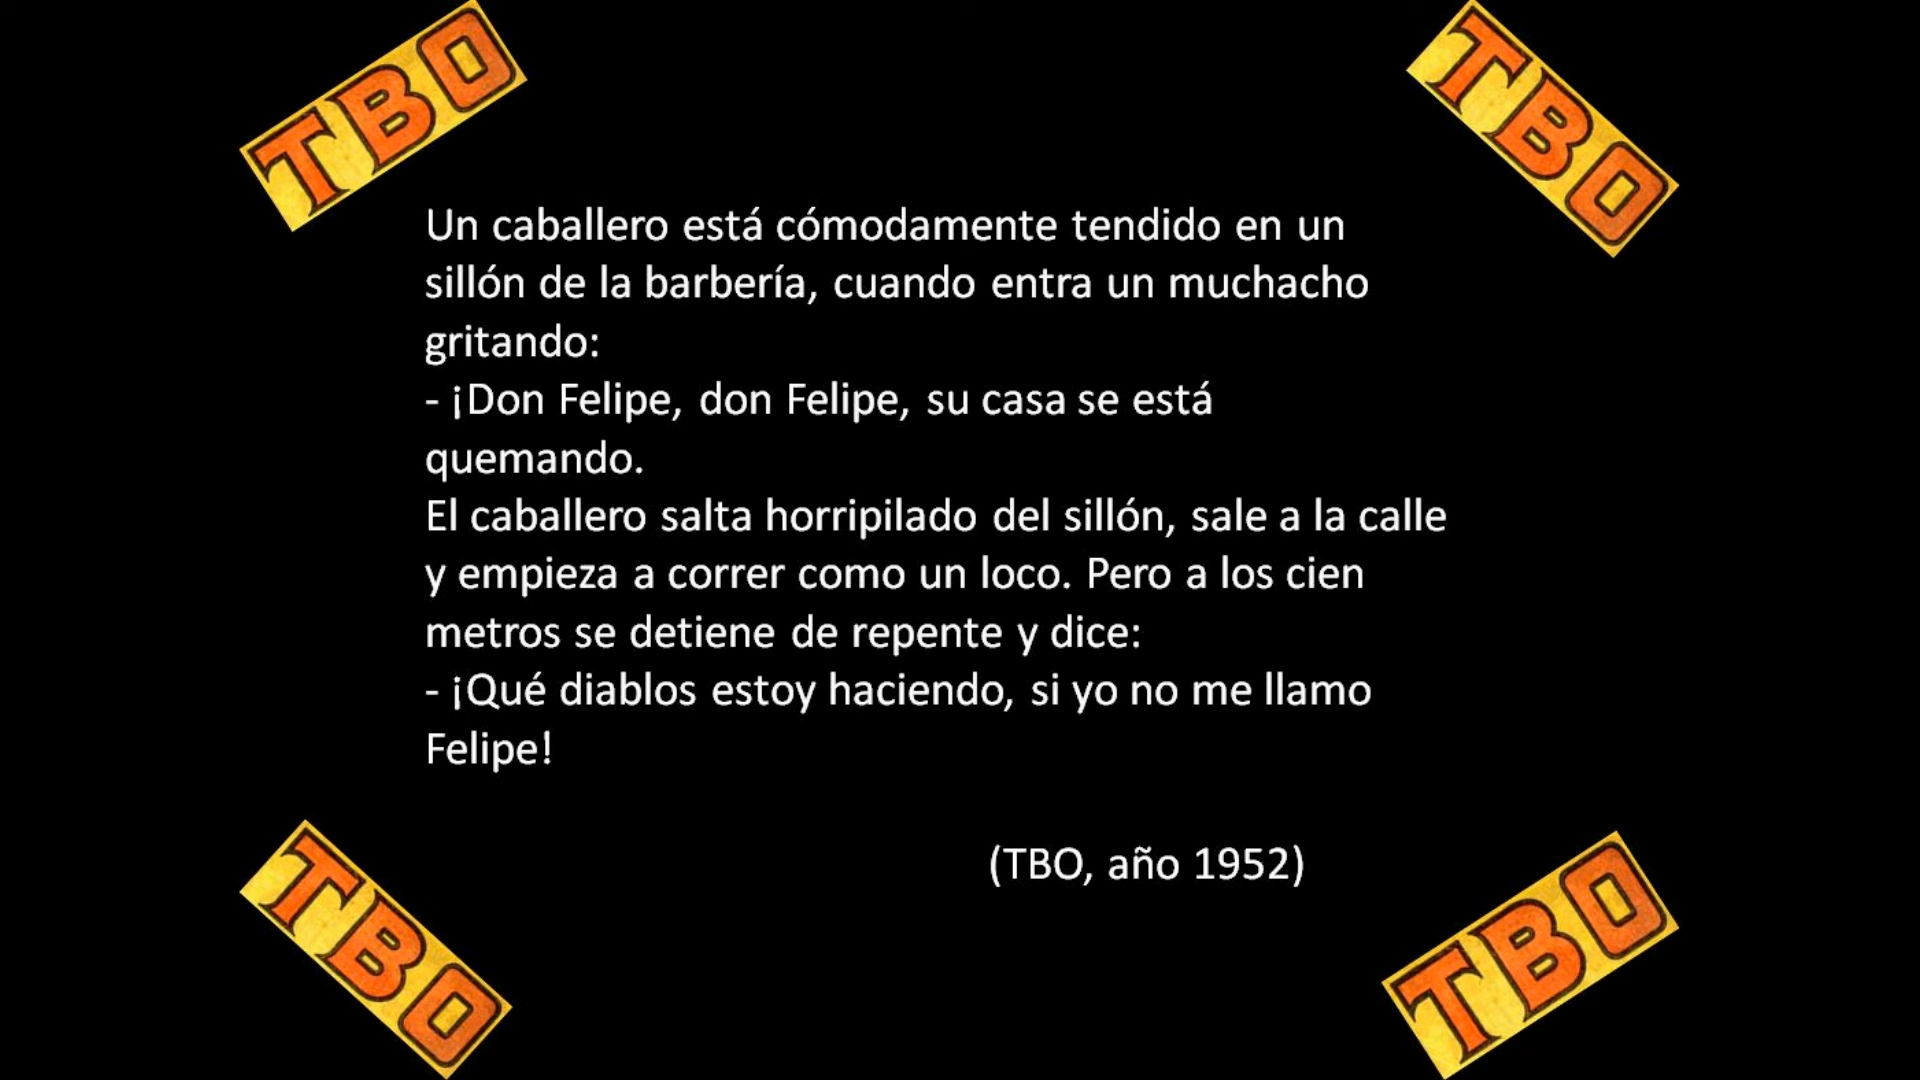 TBO
TBO
Un caballero está cómodamente tendido en un
sillón de la barbería, cuando entra un muchacho
gritando:
- ¡Don Felipe, don Felipe, su casa se está
quemando.
El caballero salta horripilado del sillón, sale a la calle
y empieza a correr como un loco. Pero a los cien
metros se detiene de repente y dice:
- ¡Qué diablos estoy haciendo, si yo no me llamo
Felipe!
(TBO, año 1952)
TBO
TBO